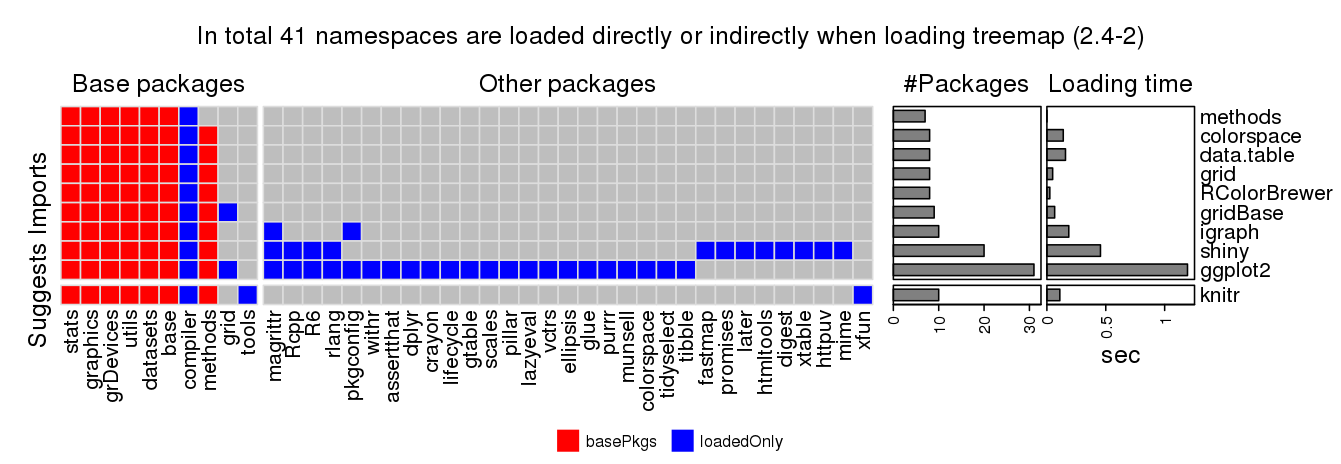 In total 41 namespaces are loaded directly or indirectly when loading treemap (2.4-2)
Base packages
Other packages
#Packages
Loading time
Imports
Suggests
methods
colorspace
data.table
grid
RColorBrewer
gridBase
igraph
shiny
ggplot2
knitr
stats
graphics
grDevices
utils
datasets
base
compiler
methods
grid
tools
magrittr
Rcpp
R6
rlang
pkgconfig
withr
assertthat
dplyr
crayon
lifecycle
gtable
scales
pillar
lazyeval
vctrs
ellipsis
glue
purrr
munsell
colorspace
tidyselect
tibble
fastmap
promises
later
htmltools
digest
xtable
httpuv
mime
xfun
0
10
20
30
0
0.5
1
sec
basePkgs
loadedOnly